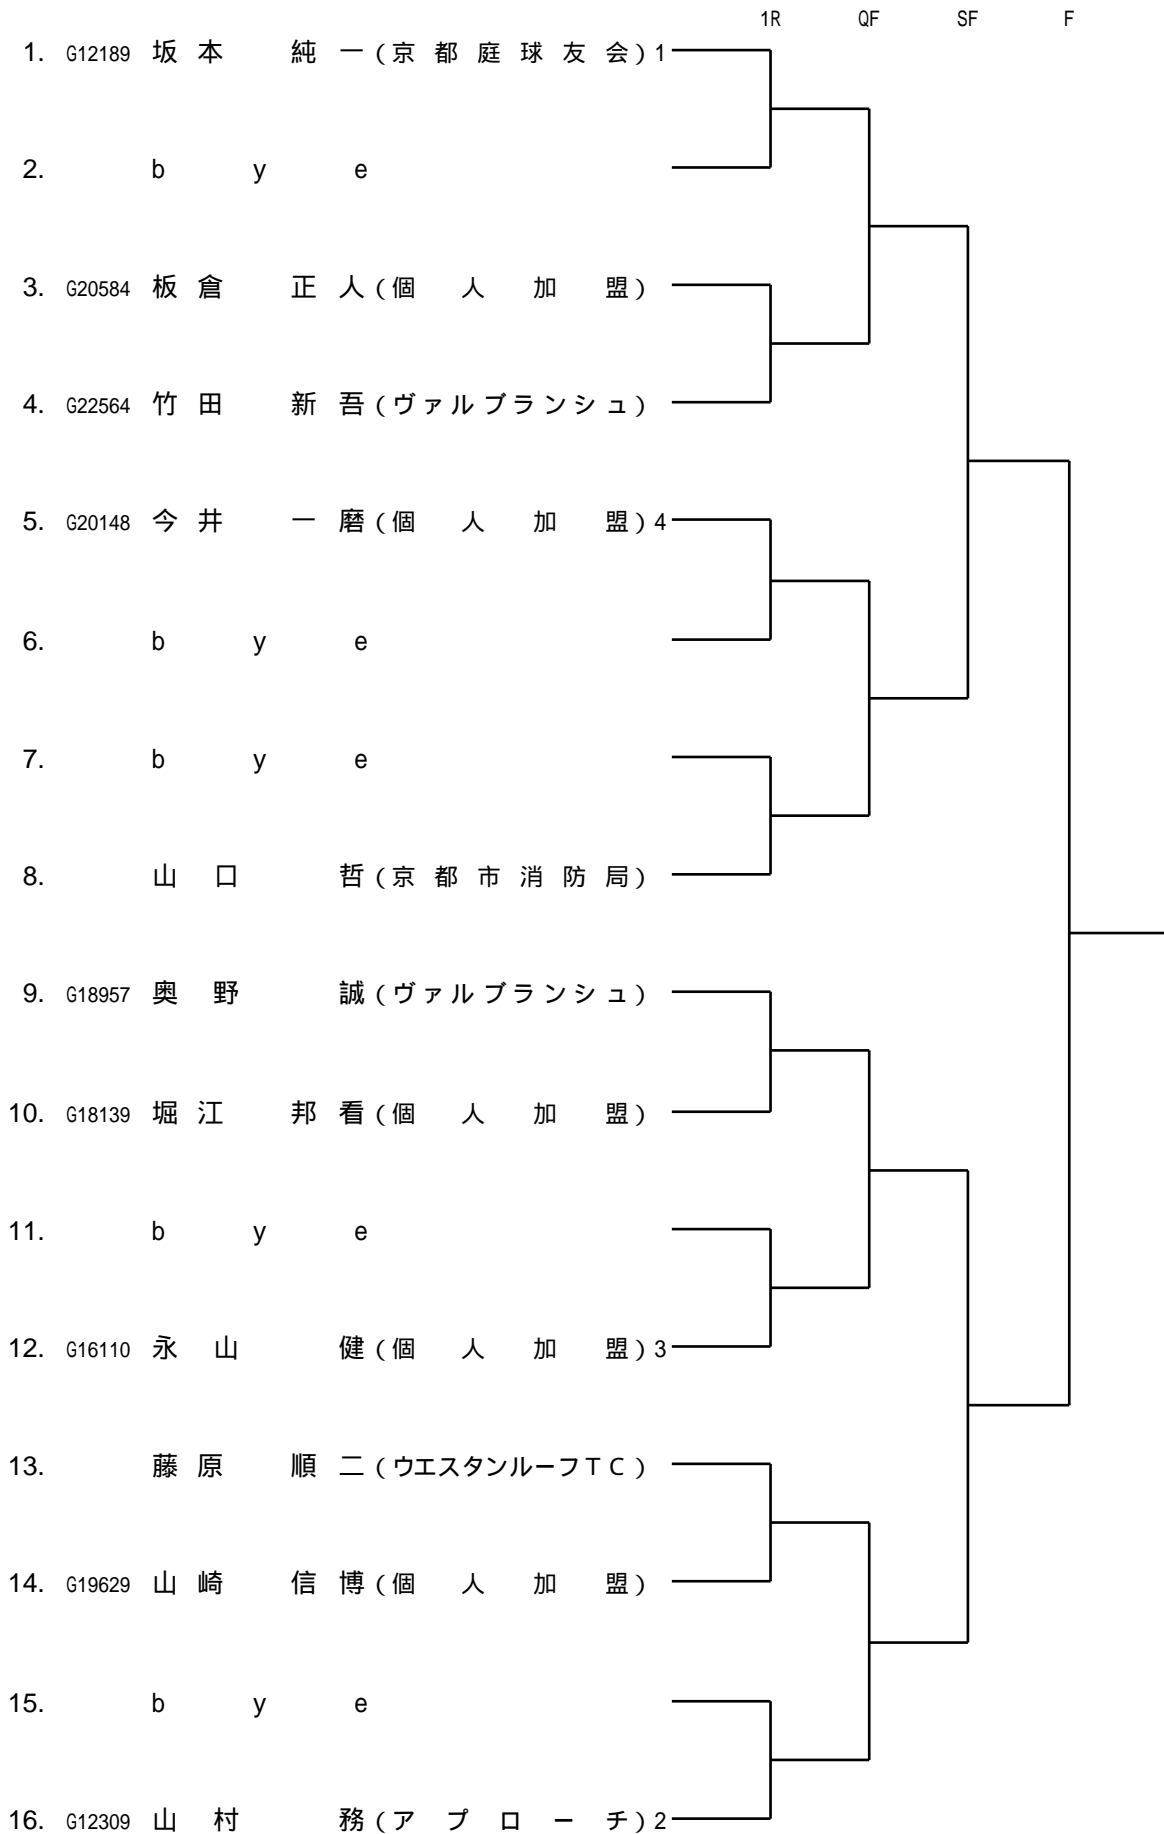 1R QF SF F
1. G12189 坂本 純一(京都庭球友会)1
2. bye
3. G20584 板倉 正人(個人加盟)
4. G22564 竹田 新吾(ヴァルブランシュ)
5. G20148 今井 一磨(個人加盟)4
6. bye
7. bye
8. 山口 哲(京都市消防局)
9. G18957 奥野 誠(ヴァルブランシュ)
10. G18139 堀江 邦看(個人加盟)
11. bye
12. G16110 永山 健(個人加盟)3
13. 藤原 順二(ウエスタンルーフTC)
14. G19629 山崎 信博(個人加盟)
15. bye
16. G12309 山村 務(アプローチ)2